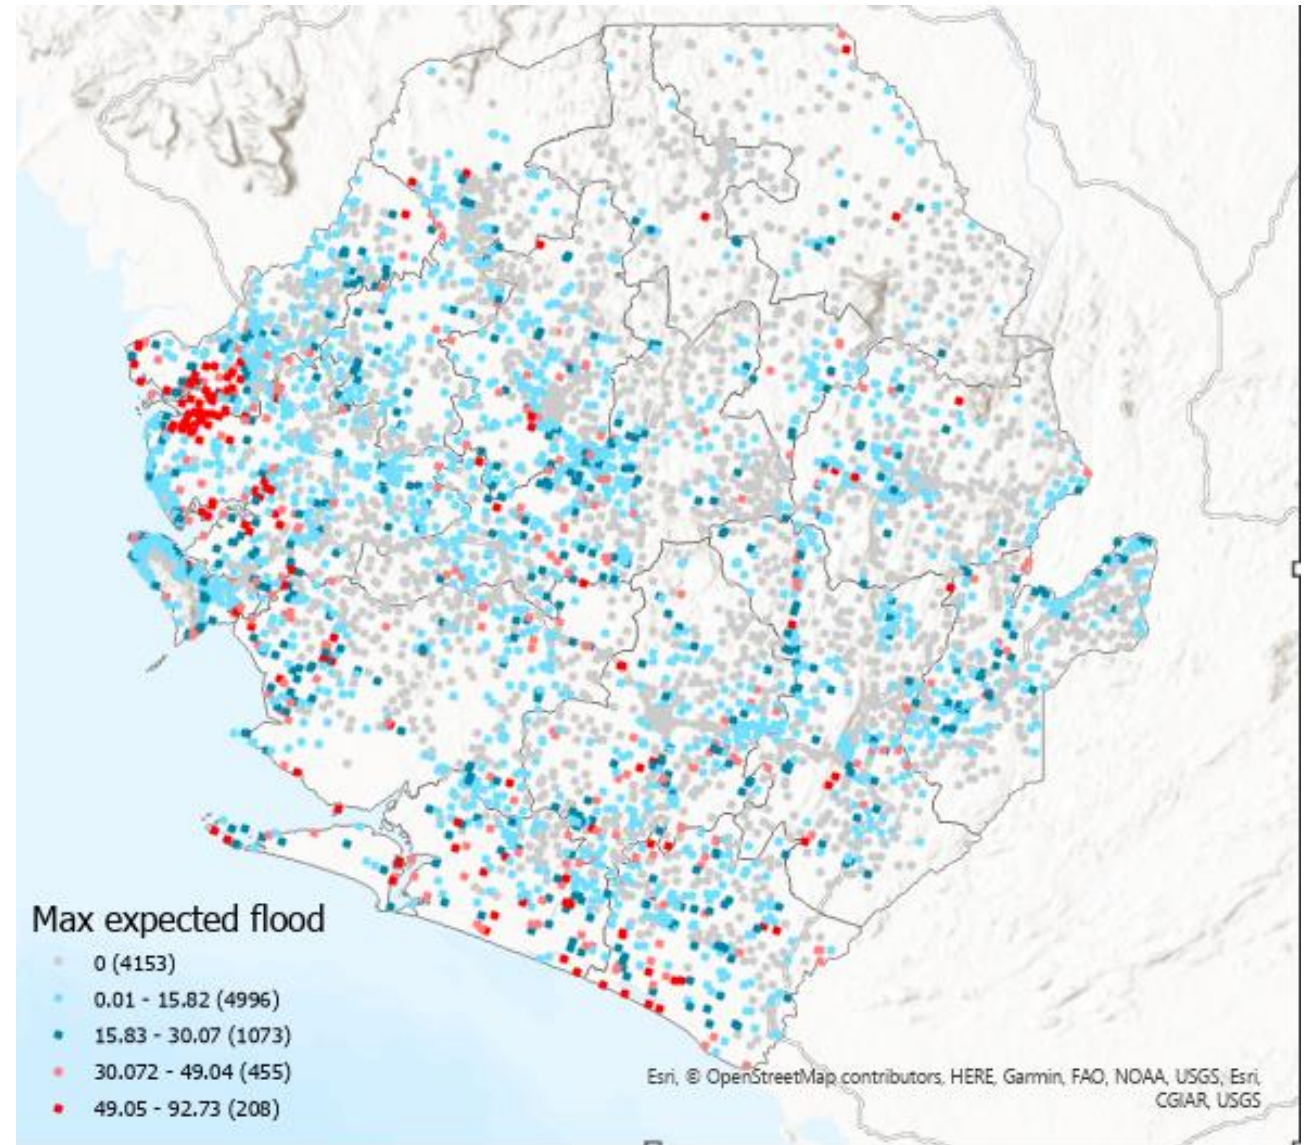 Max expected flood
0 (4153)
0.01 - 15.82 (4996)
15.83 - 30.07 (1073)
30.072 - 49.04 (455)
49.05 - 92.73 (208)
Esri, © OpenStreetMap contributors, HERE, Garmin, FAO, NOAA, USGS, Esri,
CGIAR, USGS